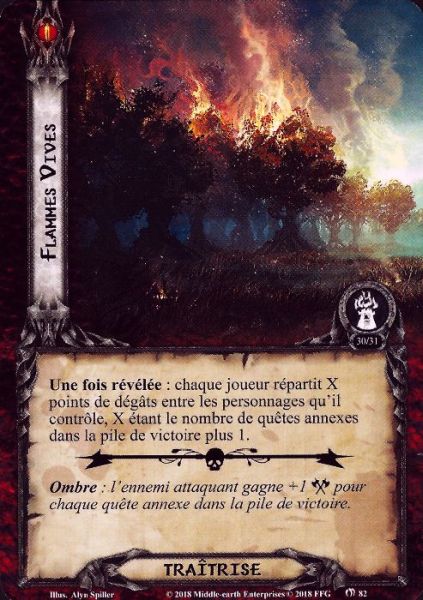 FLAMMES VIVES
30/31
Une fois révélée : chaque joueur répartit X
points de dégâts entre les personnages qu'il
contrôle, X étant le nombre de quêtes annexes
dans la pile de victoire plus 1.
Ombre : l'ennemi attaquant gagne +1 pour
chaque quête annexe dans la pile de victoire.
TRAÎTRISE
Illus. Alyn Spiller
© 2018 Middle-earth Enterprises © 2018 FFG
82